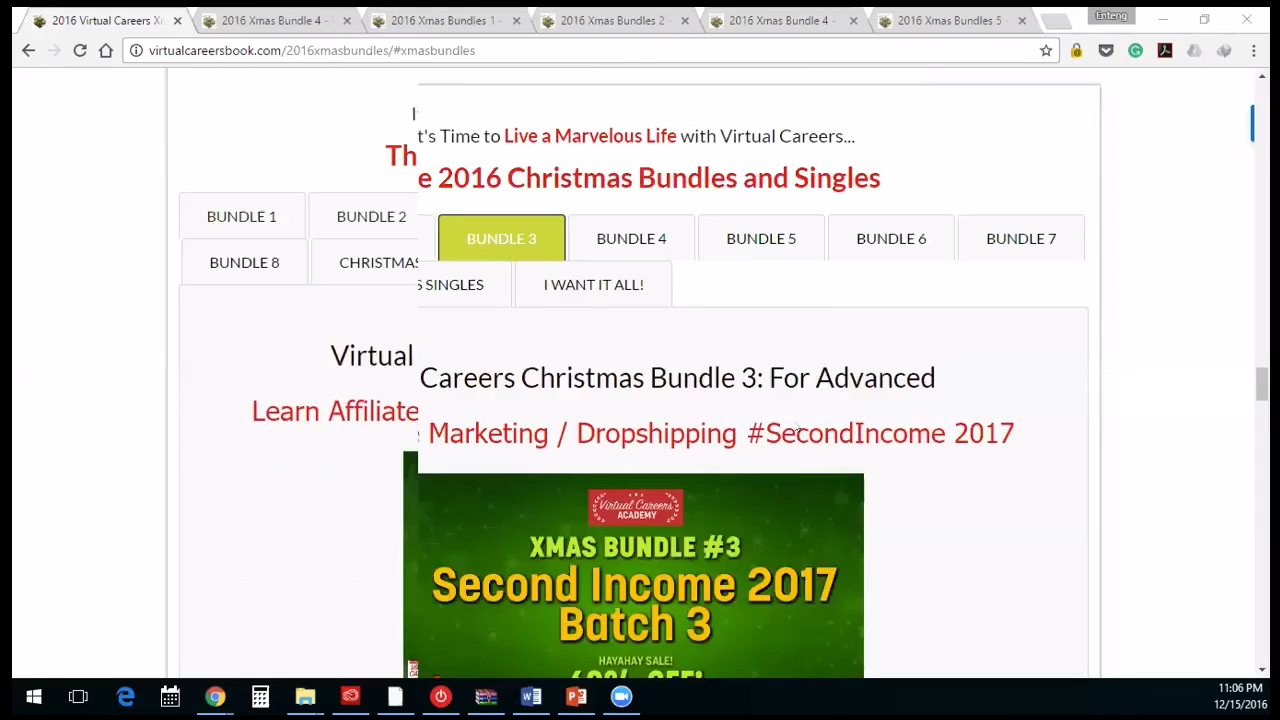 2016 Virtual Careers Xm
2016 Xmas Bundle 4 -
2016 Xmas Bundles 1 -
2016 Xmas Bundles 2 -
2016 Xmas Bundle 4 -
2016 Xmas Bundles 5 -
Enteng
virtualcareersbook.com/2016xmasbundles/#xmasbundles
It's Time to Live a Marvelous Life with Virtual Careers...
The 2016 Christmas Bundles and Singles
BUNDLE 1
BUNDLE 2
BUNDLE 3
BUNDLE 4
BUNDLE 5
BUNDLE 6
BUNDLE 7
BUNDLE 8
CHRISTMAS SINGLES
I WANT IT ALL!
Virtual Careers Christmas Bundle 3: For Advanced
Learn Affiliate Marketing / Dropshipping #SecondIncome 2017
Virtual Careers
ACADEMY
XMAS BUNDLE #3
Second Income 2017
Batch 3
HAYAHAY SALE!
11:06 PM
12/15/2016